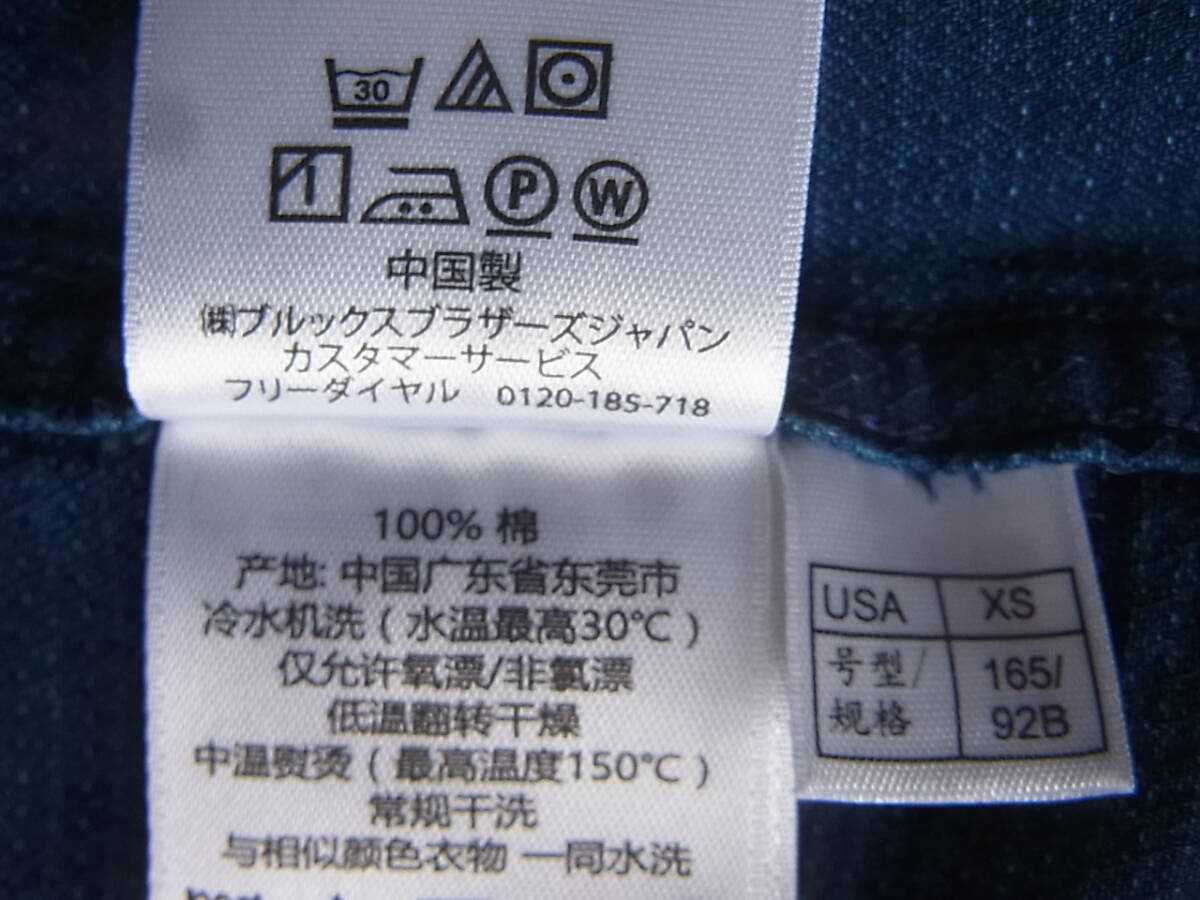 30
P W
中国製
㈱ブルックスブラザーズジャパン
カスタマーサービス
フリーダイヤル 0120-185-718
100% 棉
产地: 中国广东省东莞市
冷水机洗 ( 水温最高30°C )
仅允许氧漂/非氯漂
低温翻转干燥
中温熨烫 ( 最高温度150°C )
常规干洗
与相似颜色衣物 一同水洗
USA XS
号型/ 165/
规格 92B